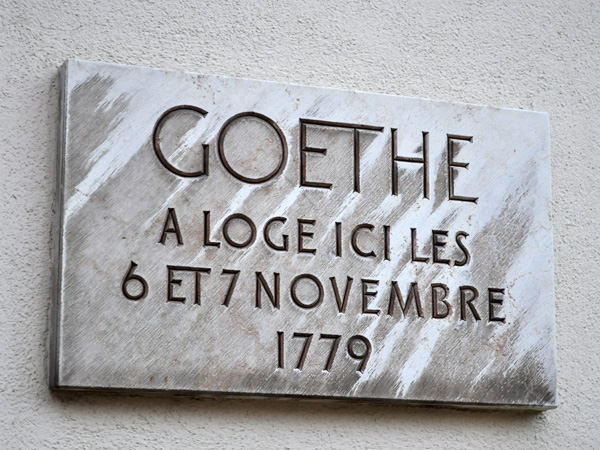 GOETHE
A LOGE ICI LES
6 ET 7 NOVEMBRE
1779